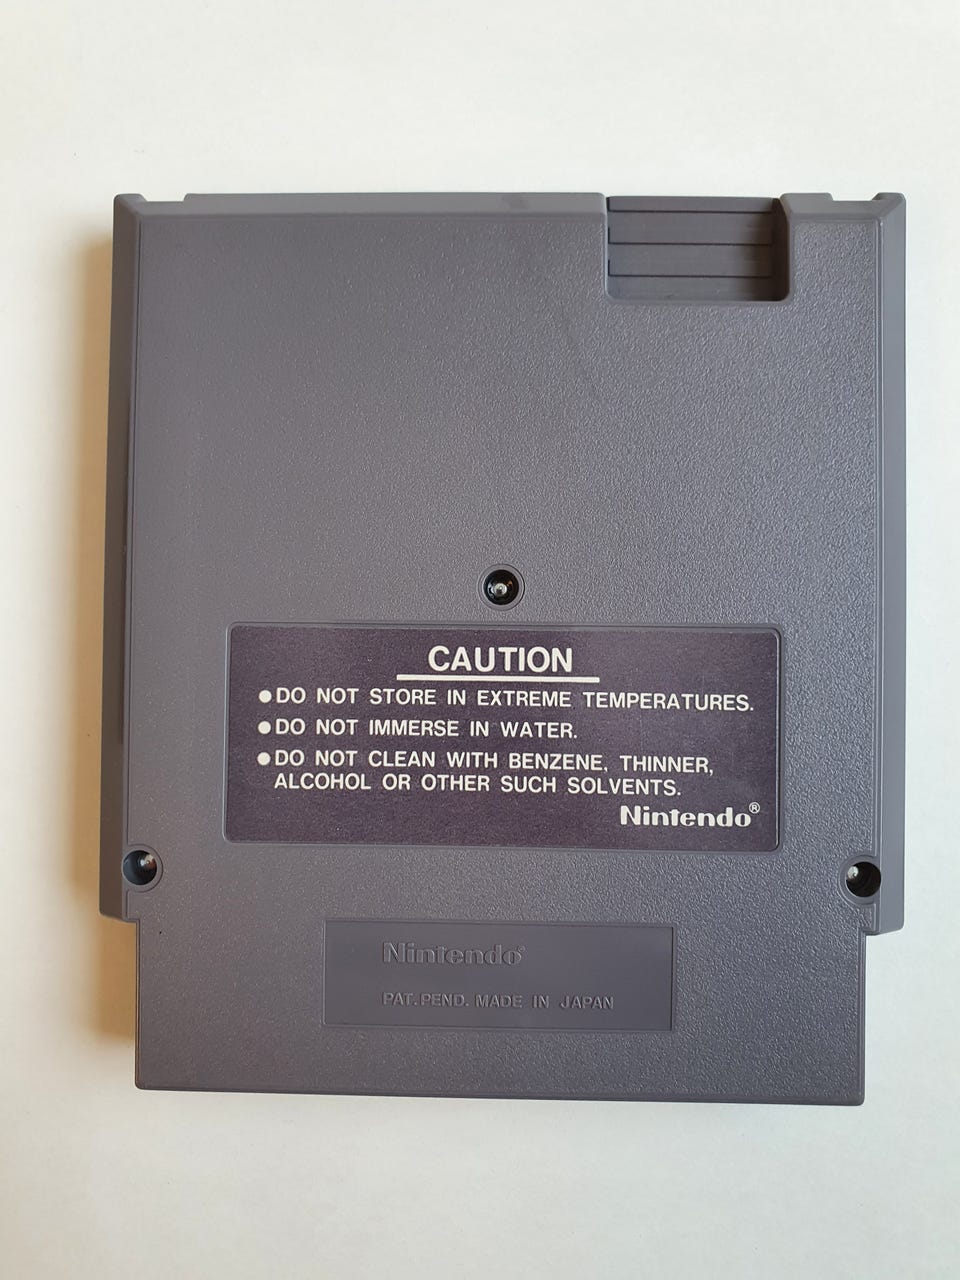 CAUTION
●DO NOT STORE IN EXTREME TEMPERATURES.
●DO NOT IMMERSE IN WATER.
●DO NOT CLEAN WITH BENZENE, THINNER,
ALCOHOL OR OTHER SUCH SOLVENTS.
Nintendo®
Nintendo®
PAT. PEND. MADE IN JAPAN